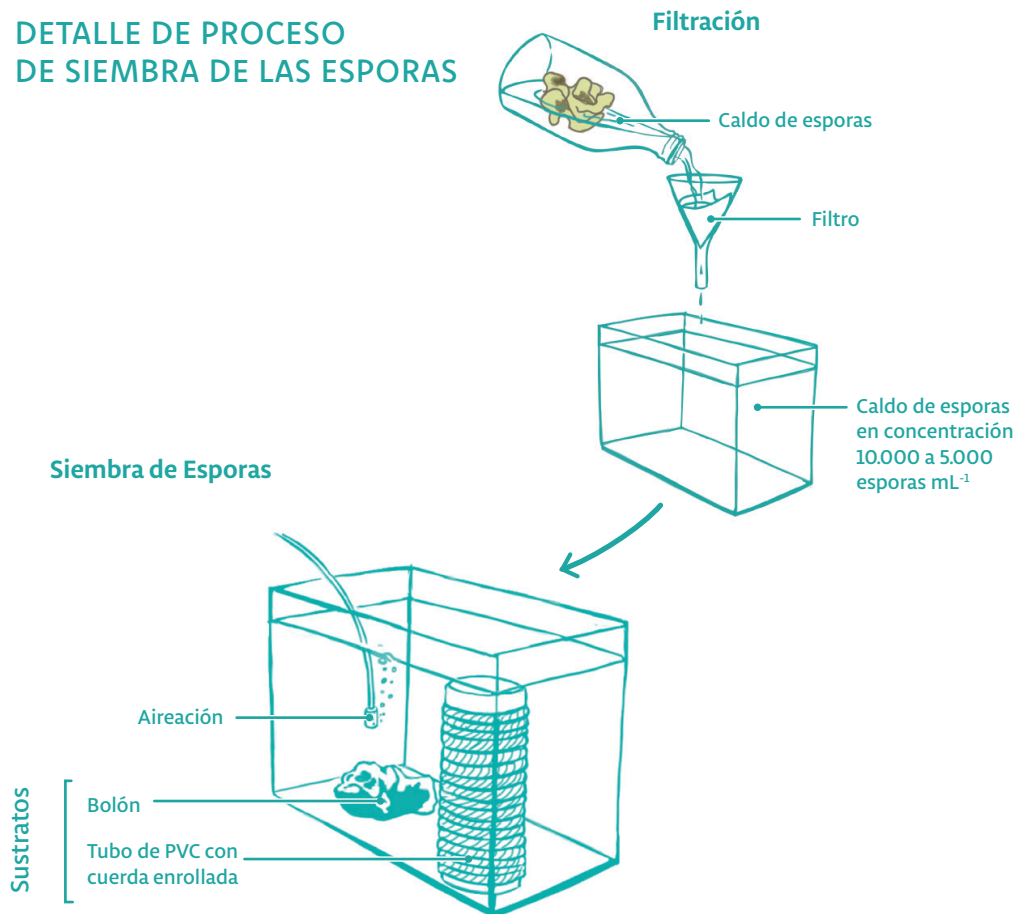 DETALLE DE PROCESO
DE SIEMBRA DE LAS ESPORAS
Filtración
Caldo de esporas
Filtro
Caldo de esporas
en concentración
10.000 a 5.000
esporas mL⁻¹
Siembra de Esporas
Aireación
Sustratos
Bolón
Tubo de PVC con
cuerda enrollada